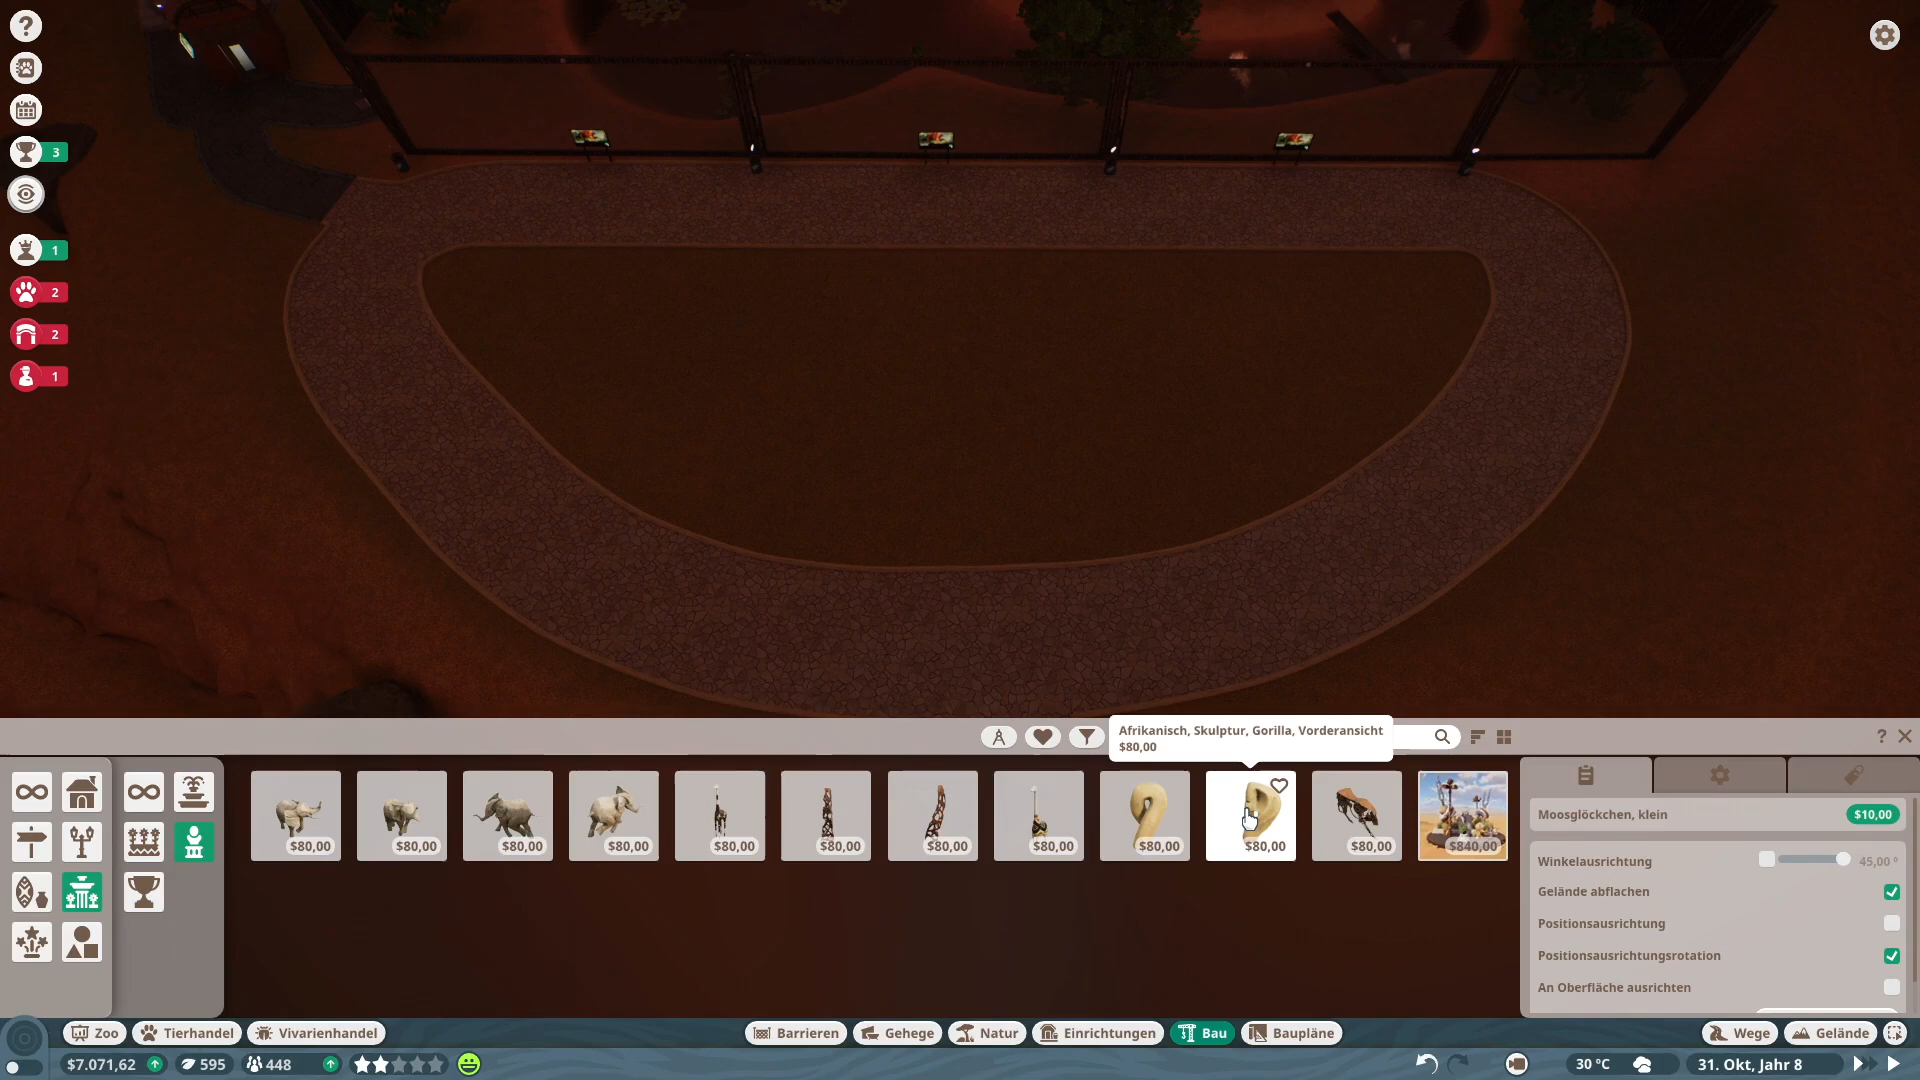 ?
3
1
2
2
1
Afrikanisch, Skulptur, Gorilla, Vorderansicht
$80,00
?
$80,00
$80,00
$80,00
$80,00
$80,00
$80,00
$80,00
$80,00
$80,00
$80,00
$80,00
$840,00
Moosglöckchen, klein
$10,00
Winkelausrichtung
45,00 °
Gelände abflachen
Positionsausrichtung
Positionsausrichtungsrotation
An Oberfläche ausrichten
Zoo
Tierhandel
Vivarienhandel
Barrieren
Gehege
Natur
Einrichtungen
Bau
Baupläne
Wege
Gelände
$7.071,62
595
448
30 °C
31. Okt, Jahr 8